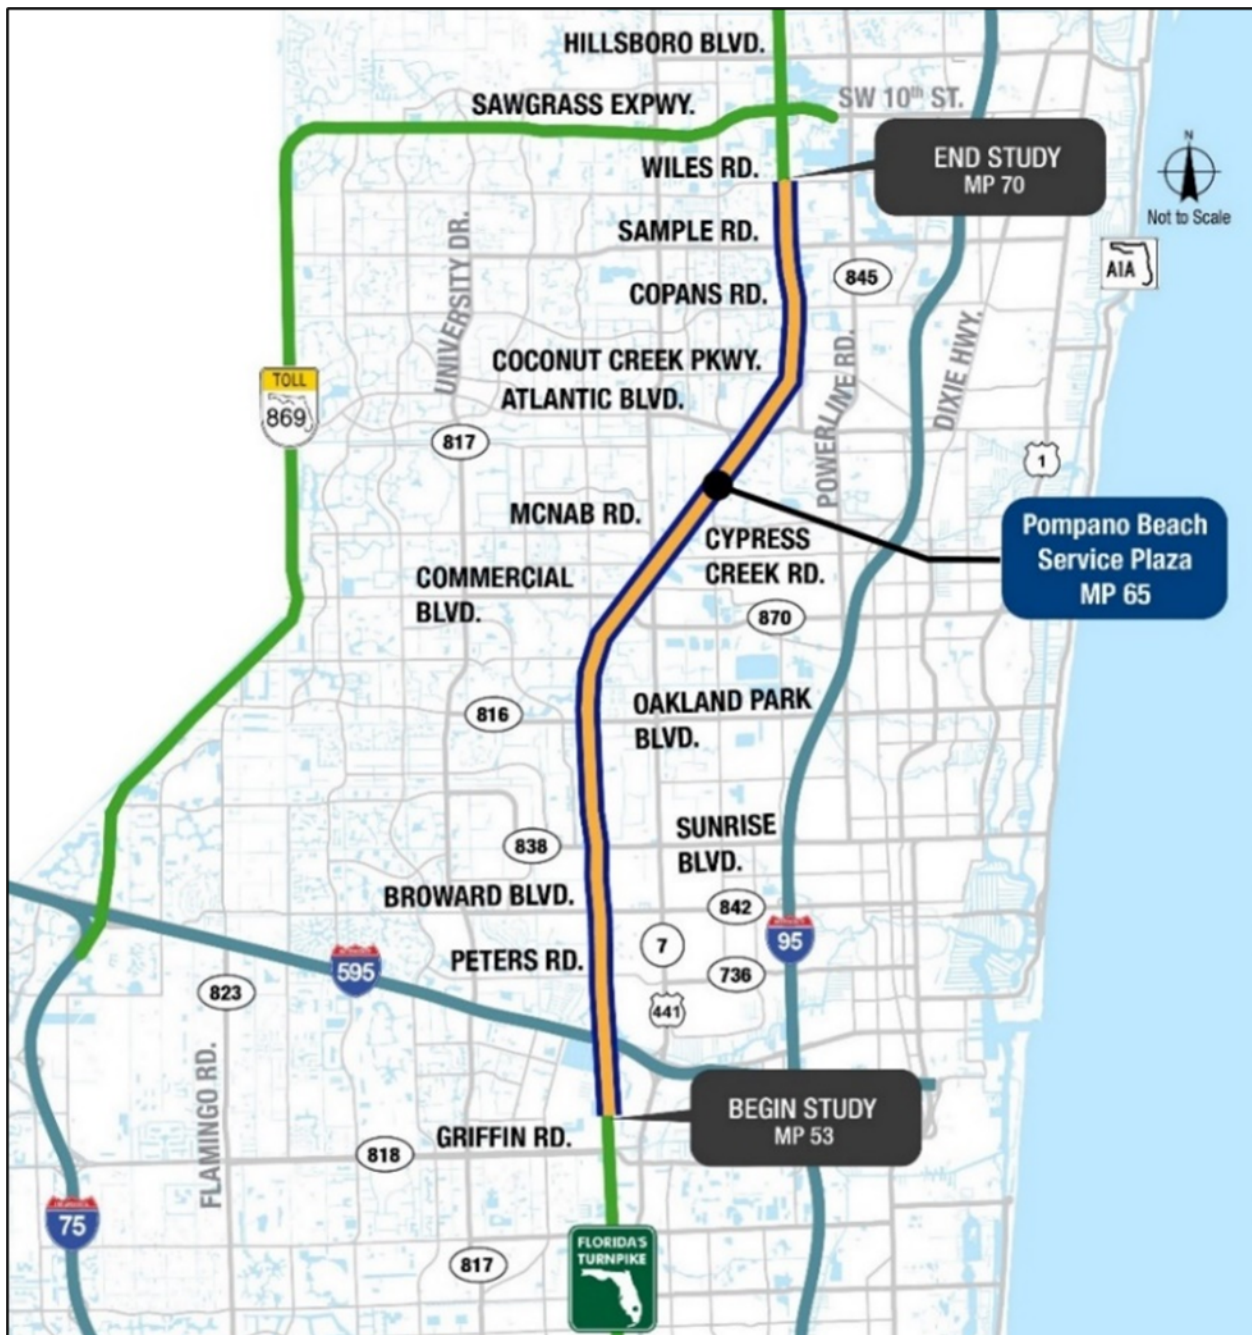 HILLSBORO BLVD.
SAWGRASS EXPWY.
SW 10th ST.
WILES RD.
END STUDY
MP 70
N
Not to Scale
SAMPLE RD.
A1A
UNIVERSITY DR.
845
COPANS RD.
COCONUT CREEK PKWY.
ATLANTIC BLVD.
POWERLINE RD.
DIXIE HWY.
TOLL
869
817
1
MCNAB RD.
CYPRESS
CREEK RD.
Pompano Beach
Service Plaza
MP 65
COMMERCIAL
BLVD.
870
816
OAKLAND PARK
BLVD.
838
SUNRISE
BLVD.
BROWARD BLVD.
842
7
95
PETERS RD.
595
736
823
441
FLAMINGO RD.
BEGIN STUDY
MP 53
GRIFFIN RD.
818
75
817
FLORIDA'S
TURNPIKE